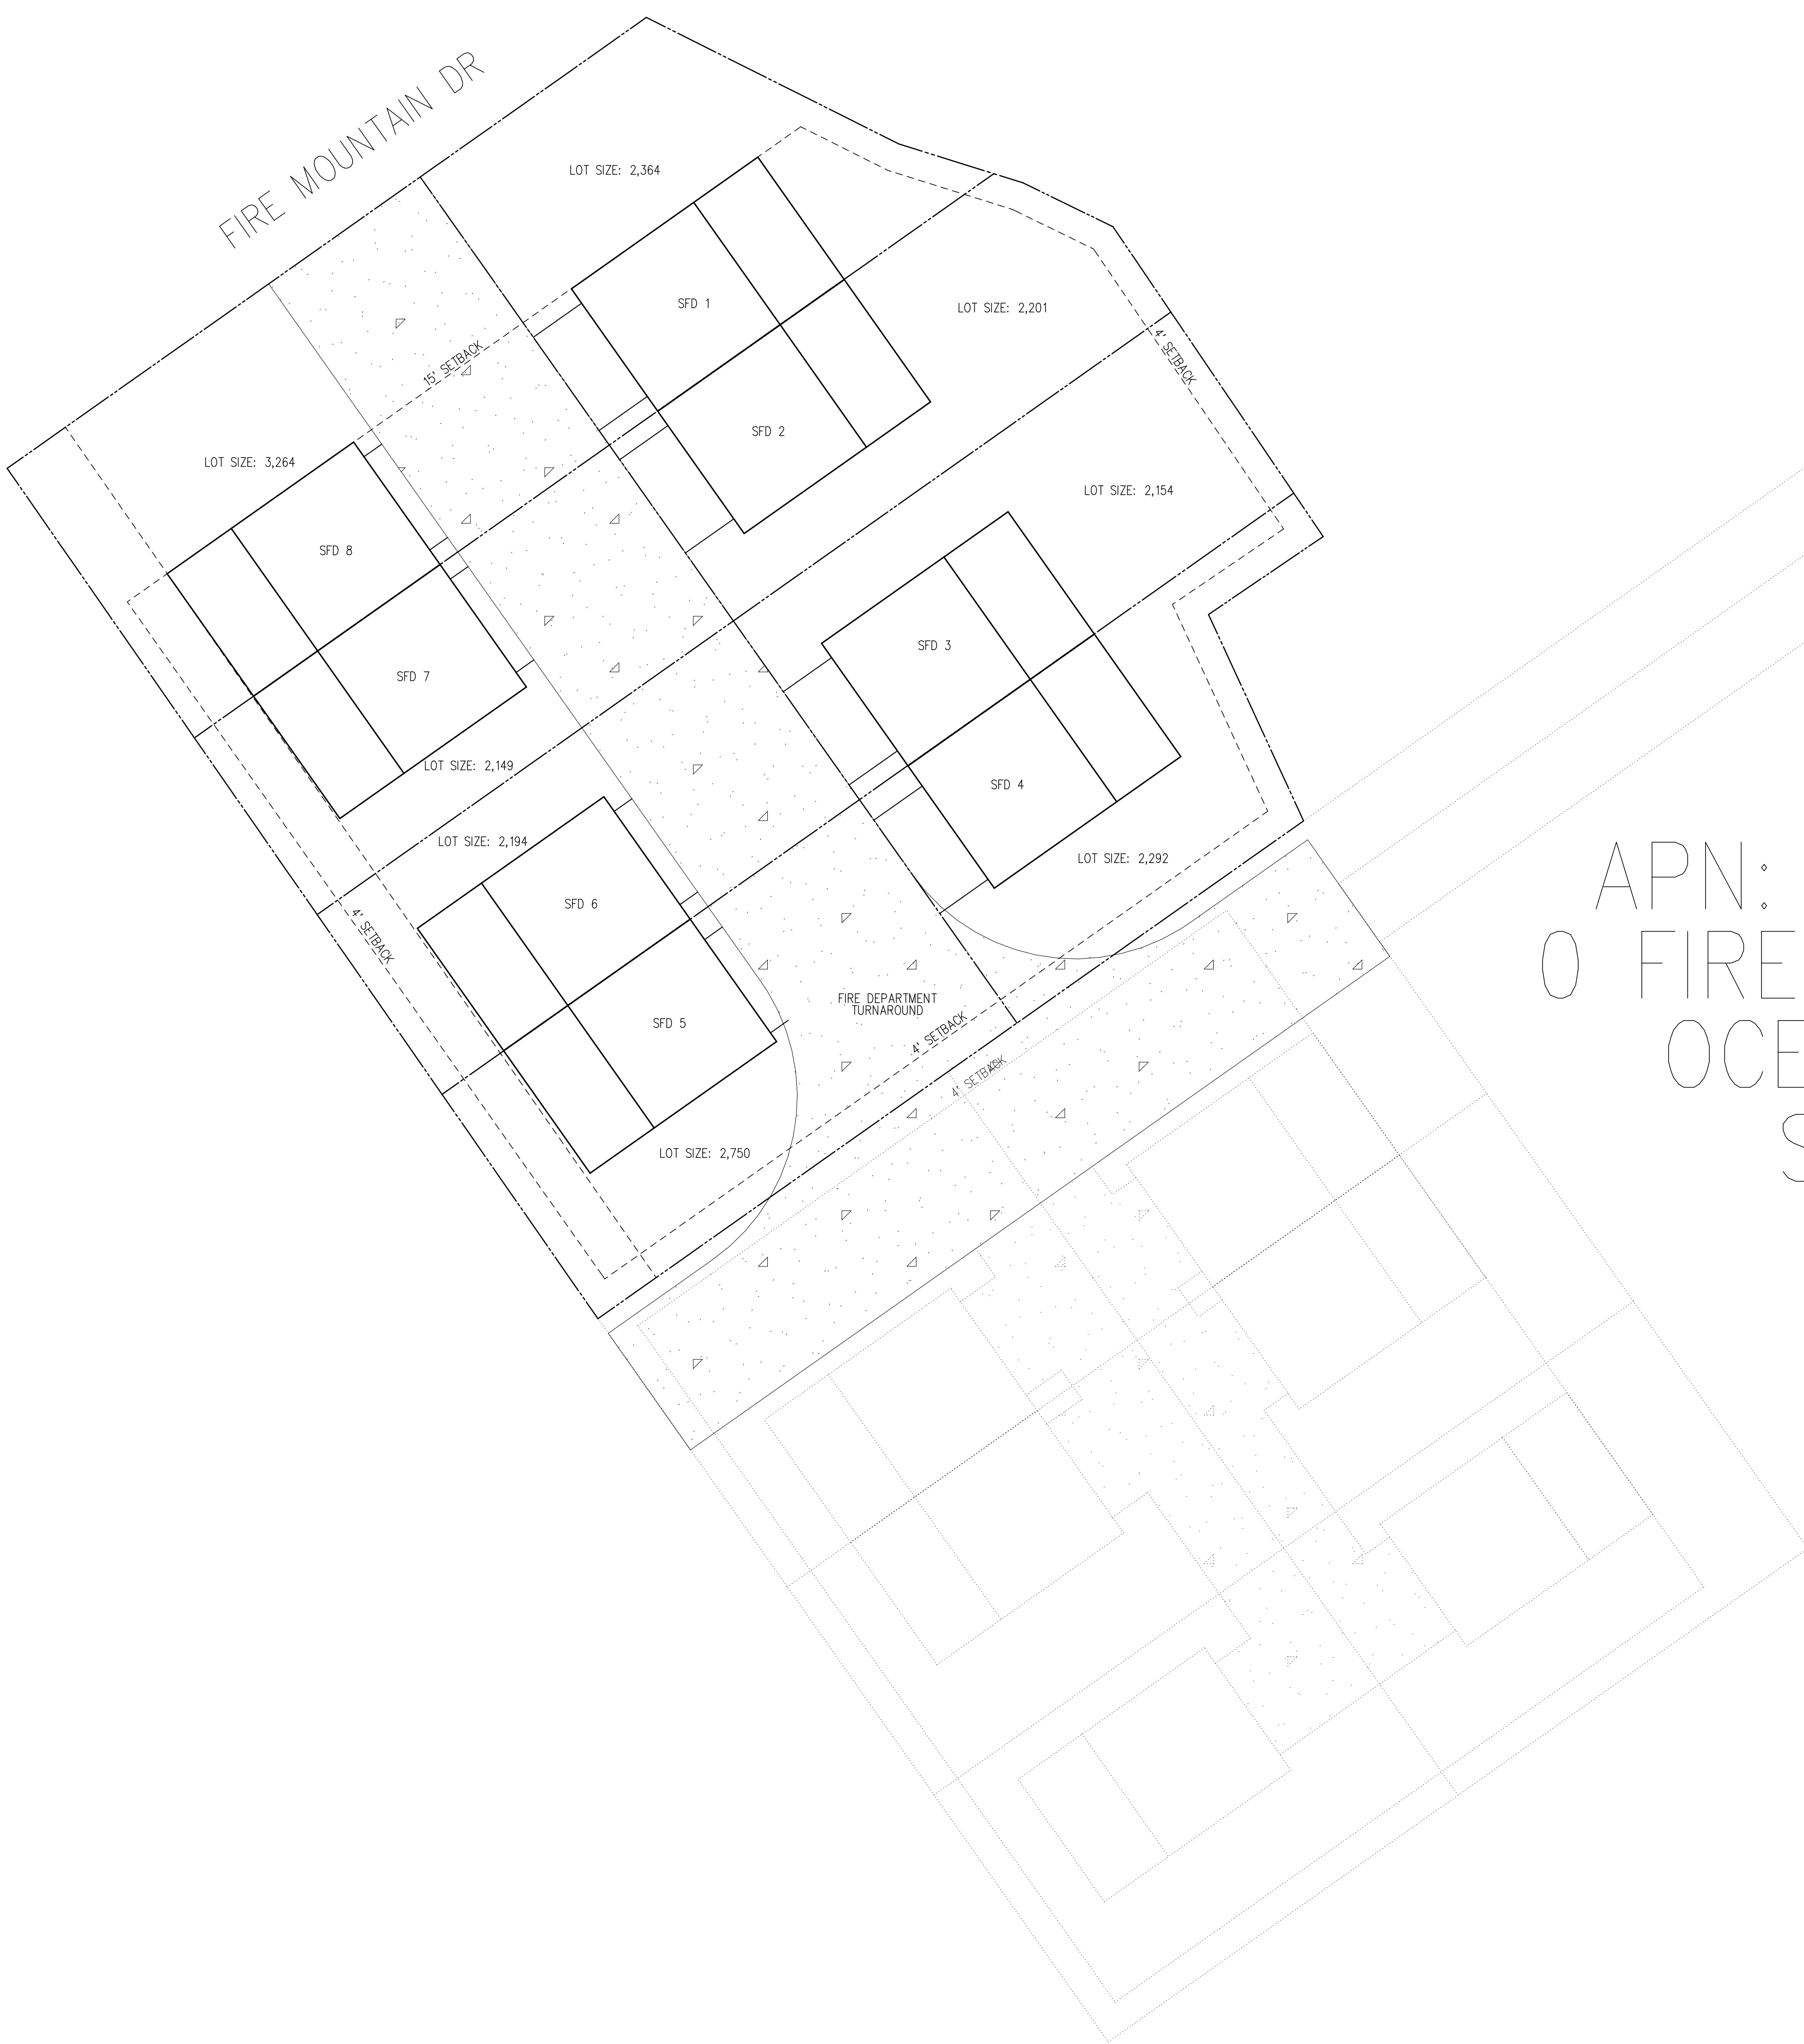 FIRE MOUNTAIN DR
LOT SIZE: 2,364
SFD 1
LOT SIZE: 2,201
15' SETBACK
4' SETBACK
SFD 2
LOT SIZE: 3,264
LOT SIZE: 2,154
SFD 8
SFD 3
SFD 7
LOT SIZE: 2,149
SFD 4
LOT SIZE: 2,194
LOT SIZE: 2,292
SFD 6
4' SETBACK
FIRE DEPARTMENT
TURNAROUND
SFD 5
4' SETBACK
4' SETBACK
LOT SIZE: 2,750
APN:
0 FIRE